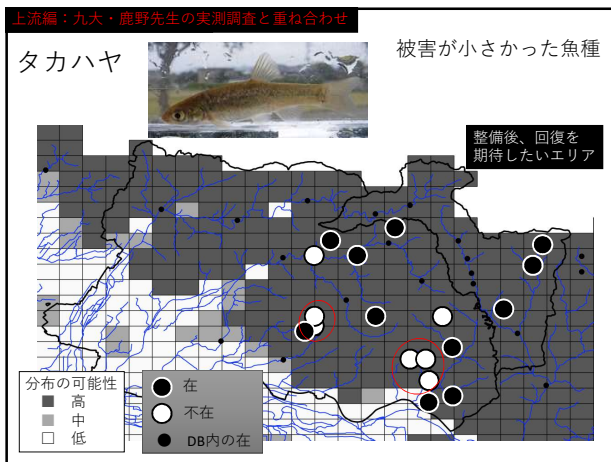 上流編:九大・鹿野先生の実測調査と重ね合わせ
タカハヤ
被害が小さかった魚種
整備後、回復を
期待したいエリア
分布の可能性
高
中
低
在
不在
DB内の在